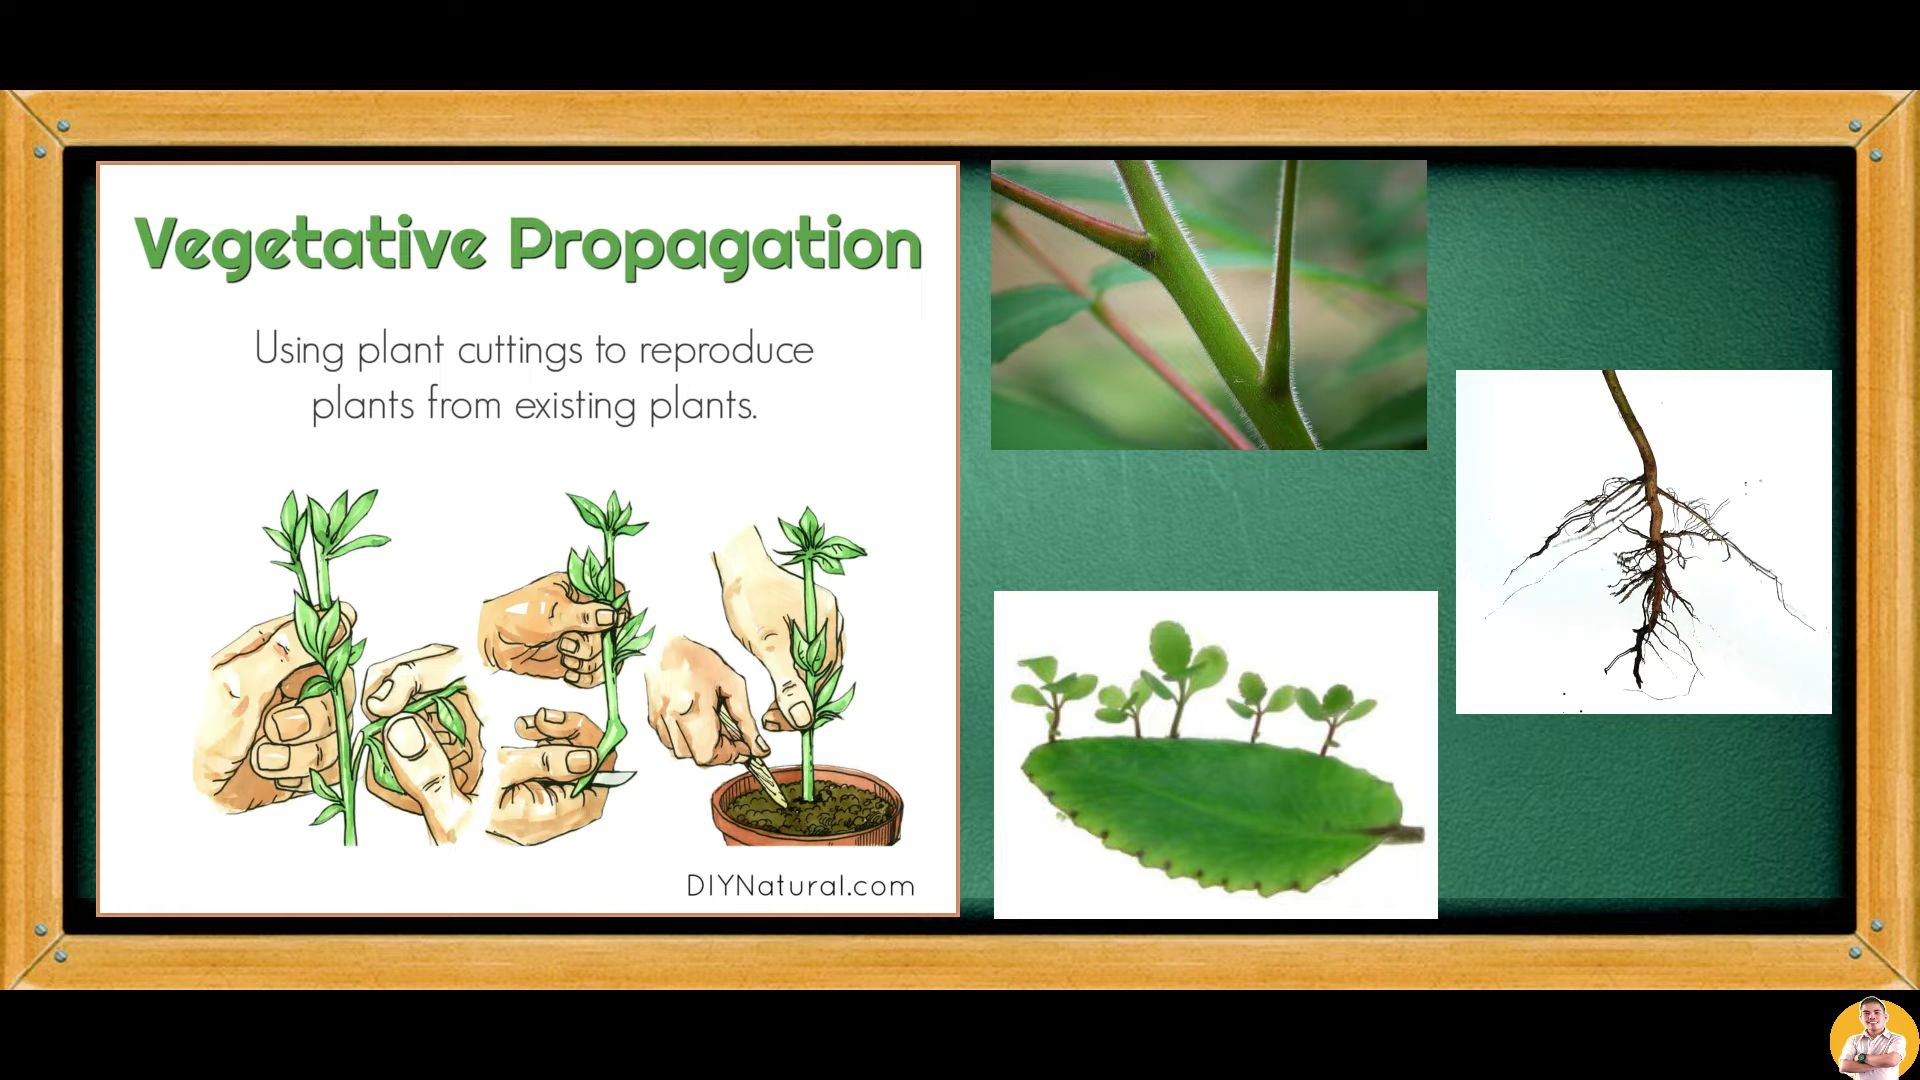 Vegetative Propagation
Using plant cuttings to reproduce
plants from existing plants.
DIYNatural.com